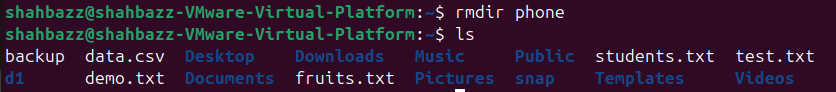 shahbazz@shahbazz-VMware-Virtual-Platform:~$ rmdir phone
shahbazz@shahbazz-VMware-Virtual-Platform:~$ ls
backup  data.csv  Desktop    Downloads   Music     Public  students.txt  test.txt
d1      demo.txt  Documents  fruits.txt  Pictures  snap    Templates     Videos